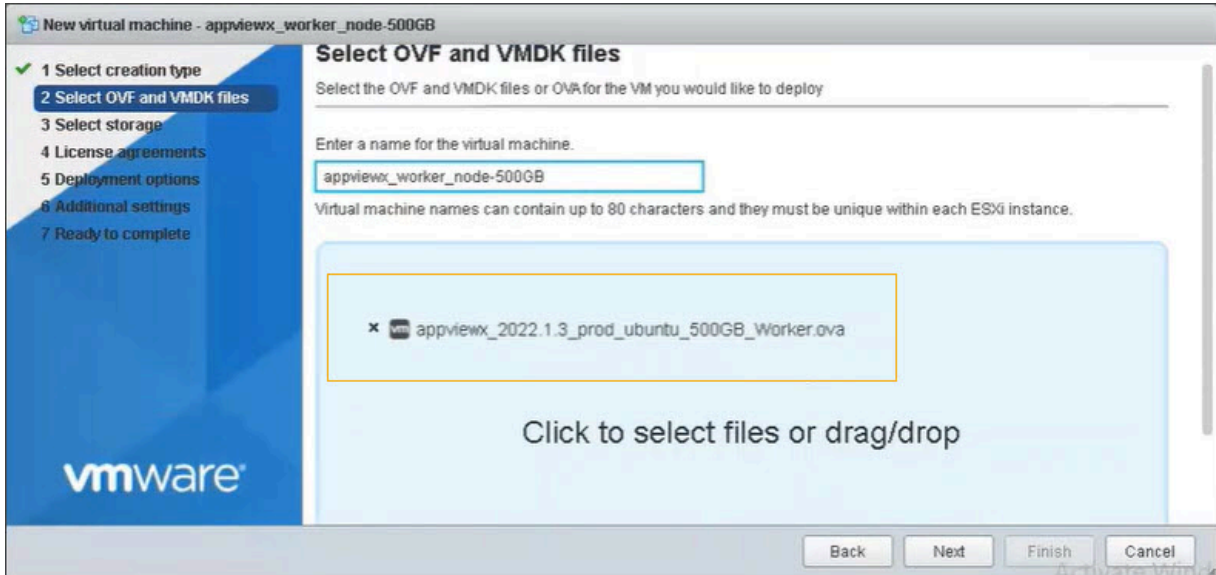 New virtual machine - appviewx_worker_node-500GB
1 Select creation type
2 Select OVF and VMDK files
3 Select storage
4 License agreements
5 Deployment options
6 Additional settings
7 Ready to complete
vmware
Select OVF and VMDK files
Select the OVF and VMDK files or OVA for the VM you would like to deploy
Enter a name for the virtual machine.
appviewx_worker_node-500GB
Virtual machine names can contain up to 80 characters and they must be unique within each ESXi instance.
appviewx_2022.1.3_prod_ubuntu_500GB_Worker.ova
Click to select files or drag/drop
Back
Next
Finish
Cancel